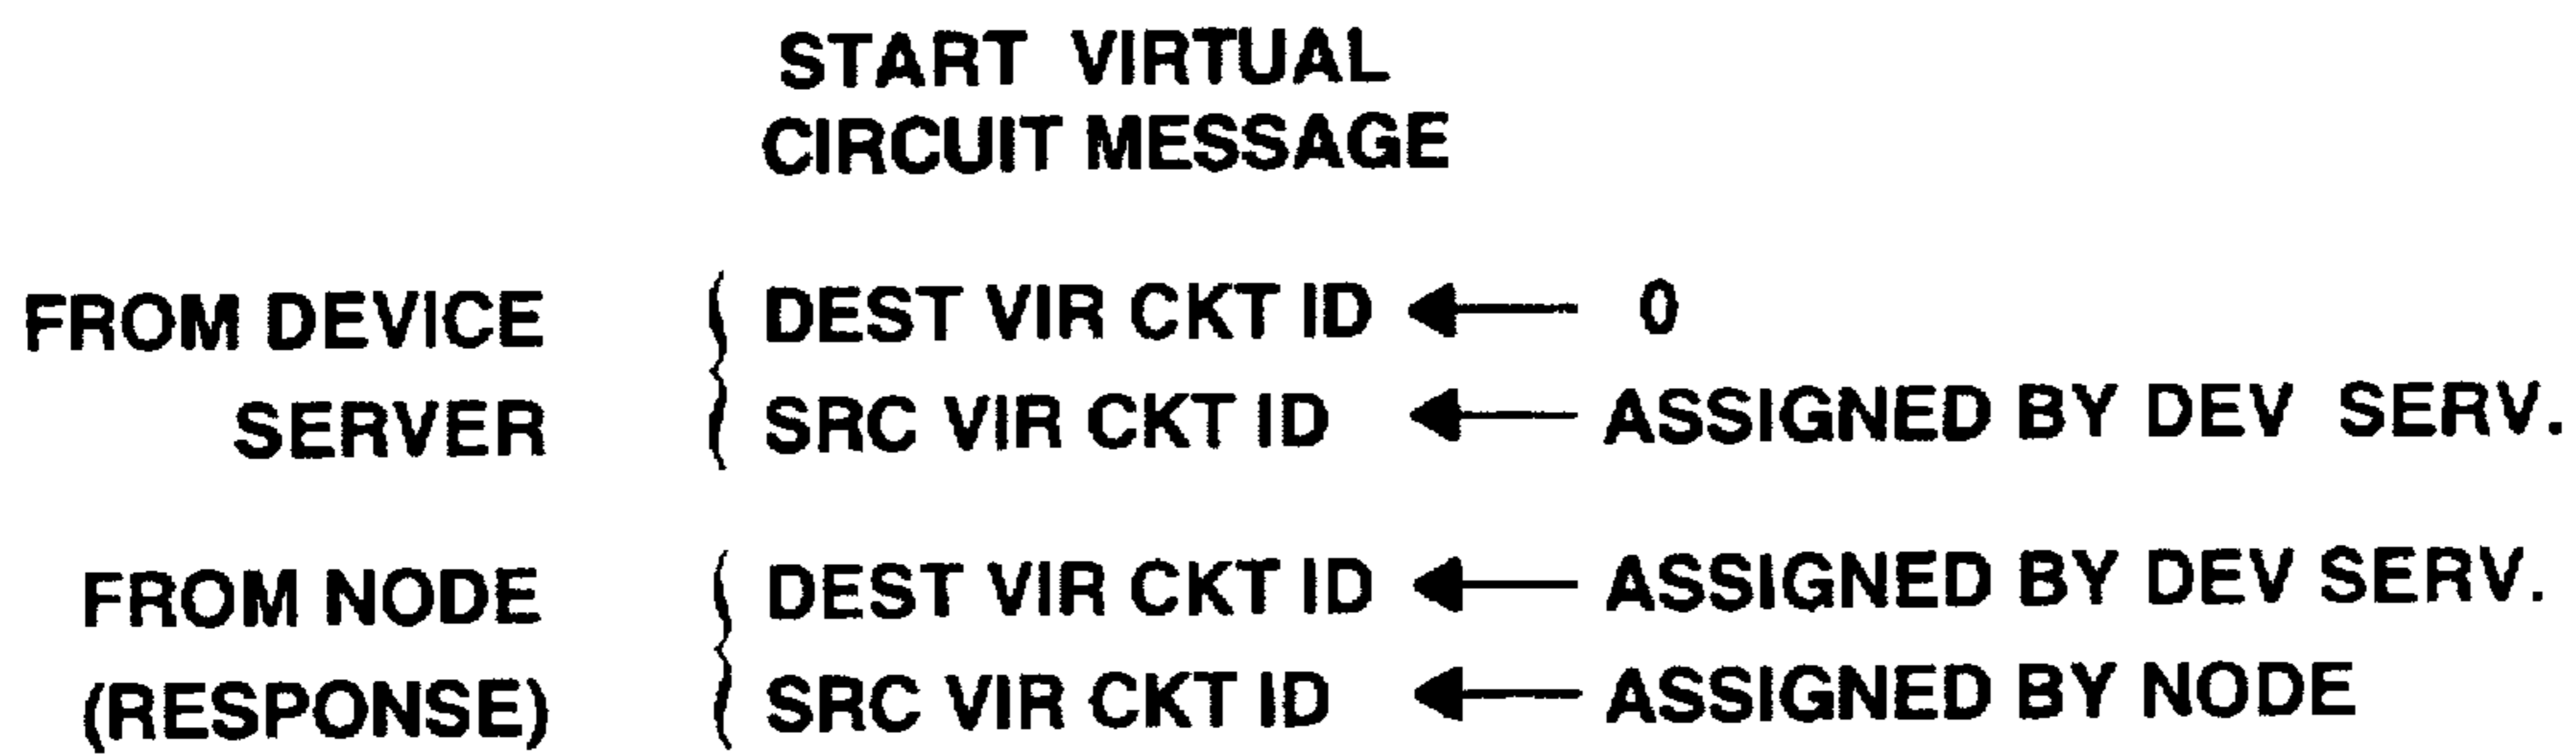 START VIRTUAL
CIRCUIT MESSAGE
FROM DEVICE
SERVER
DEST VIR CKT ID ← 0
SRC VIR CKT ID ← ASSIGNED BY DEV SERV.
FROM NODE
(RESPONSE)
DEST VIR CKT ID ← ASSIGNED BY DEV SERV.
SRC VIR CKT ID ← ASSIGNED BY NODE